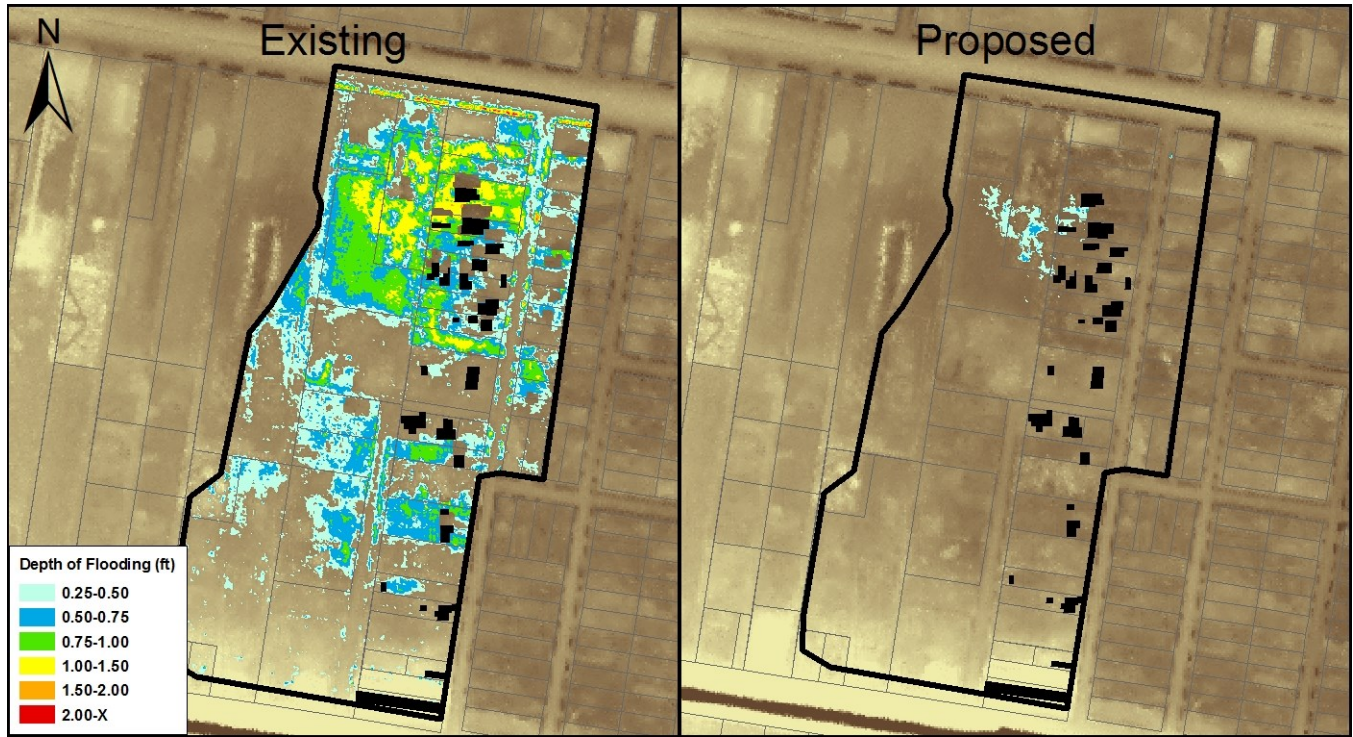 N
Existing
Proposed
Depth of Flooding (ft)
0.25-0.50
0.50-0.75
0.75-1.00
1.00-1.50
1.50-2.00
2.00-X